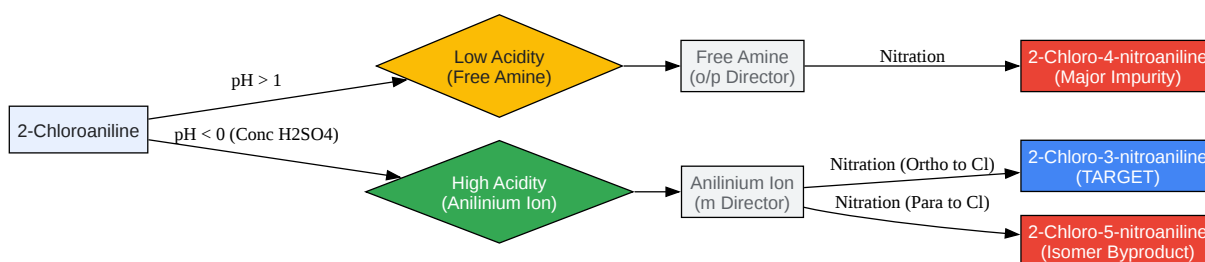 2-Chloroaniline
pH > 1
pH < 0 (Conc H2SO4)
Low Acidity
(Free Amine)
High Acidity
(Anilinium Ion)
Free Amine
(o/p Director)
Anilinium Ion
(m Director)
Nitration
Nitration (Ortho to Cl)
Nitration (Para to Cl)
2-Chloro-4-nitroaniline
(Major Impurity)
2-Chloro-3-nitroaniline
(TARGET)
2-Chloro-5-nitroaniline
(Isomer Byproduct)